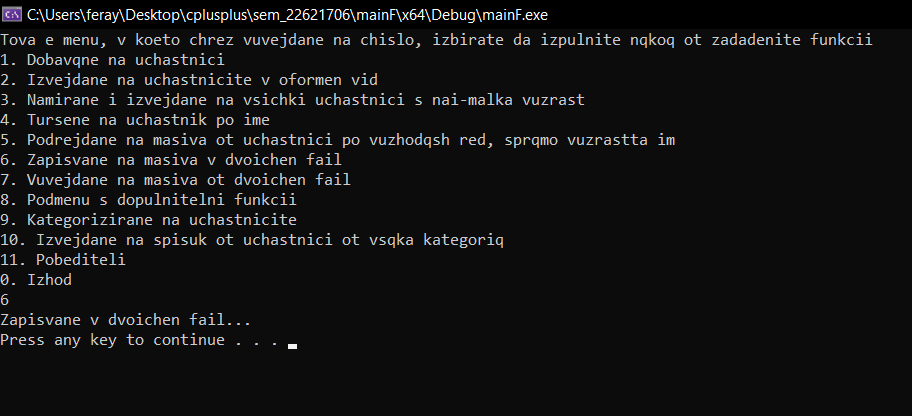 C:\Users\feray\Desktop\cplusplus\sem_22621706\mainF\x64\Debug\mainF.exe
Tova e menu, v koeto chrez vuvejdane na chislo, izbirate da izpulnite nqkoq ot zadadenite funkcii
1. Dobavqne na uchastnici
2. Izvejdane na uchastnicite v oformen vid
3. Namirane i izvejdane na vsichki uchastnici s nai-malka vuzrast
4. Tursene na uchastnik po ime
5. Podrejdane na masiva ot uchastnici po vuzhodqsh red, sprqmo vuzrastta im
6. Zapisvane na masiva v dvoichen fail
7. Vuvejdane na masiva ot dvoichen fail
8. Podmenu s dopulnitelni funkcii
9. Kategorizirane na uchastnicite
10. Izvejdane na spisuk ot uchastnici ot vsqka kategoriq
11. Pobediteli
0. Izhod
6
Zapisvane v dvoichen fail...
Press any key to continue . . .